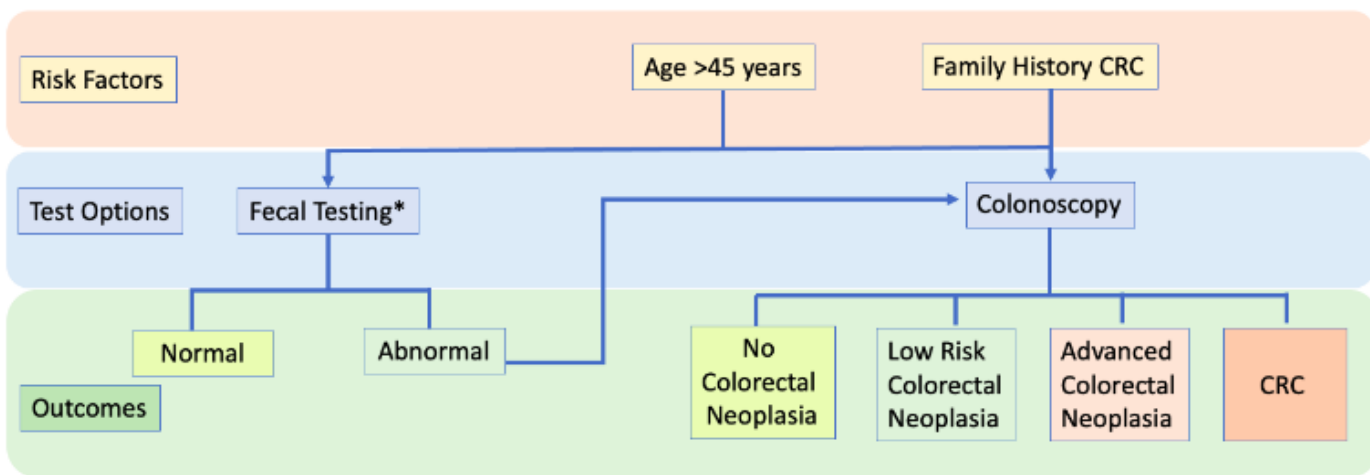 Risk Factors
Age >45 years
Family History CRC
Test Options
Fecal Testing*
Colonoscopy
Normal
Abnormal
No
Colorectal
Neoplasia
Low Risk
Colorectal
Neoplasia
Advanced
Colorectal
Neoplasia
CRC
Outcomes